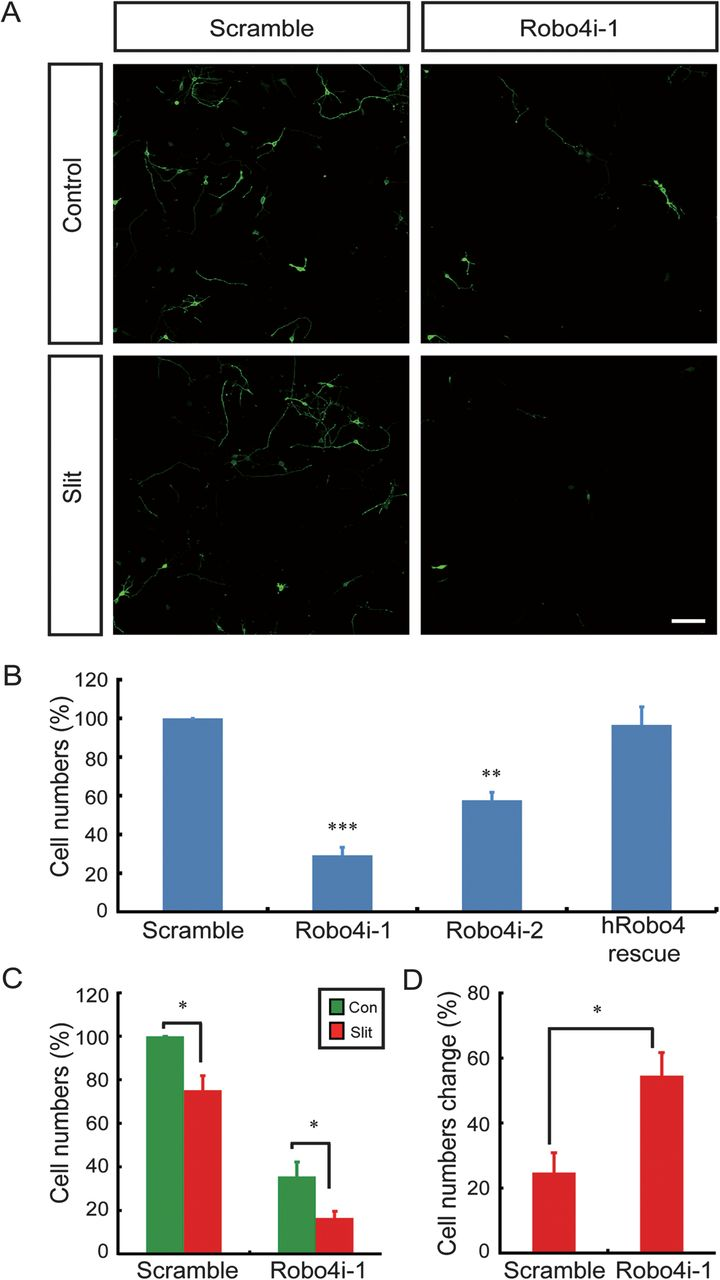 A
Scramble
Robo4i-1
Control
Slit
B
Cell numbers (%)
120
100
80
60
40
20
0
***
**
Scramble
Robo4i-1
Robo4i-2
hRobo4
rescue
C
Cell numbers (%)
120
100
80
60
40
20
0
*
*
Con
Slit
Scramble
Robo4i-1
D
Cell numbers change (%)
80
60
40
20
0
*
Scramble
Robo4i-1